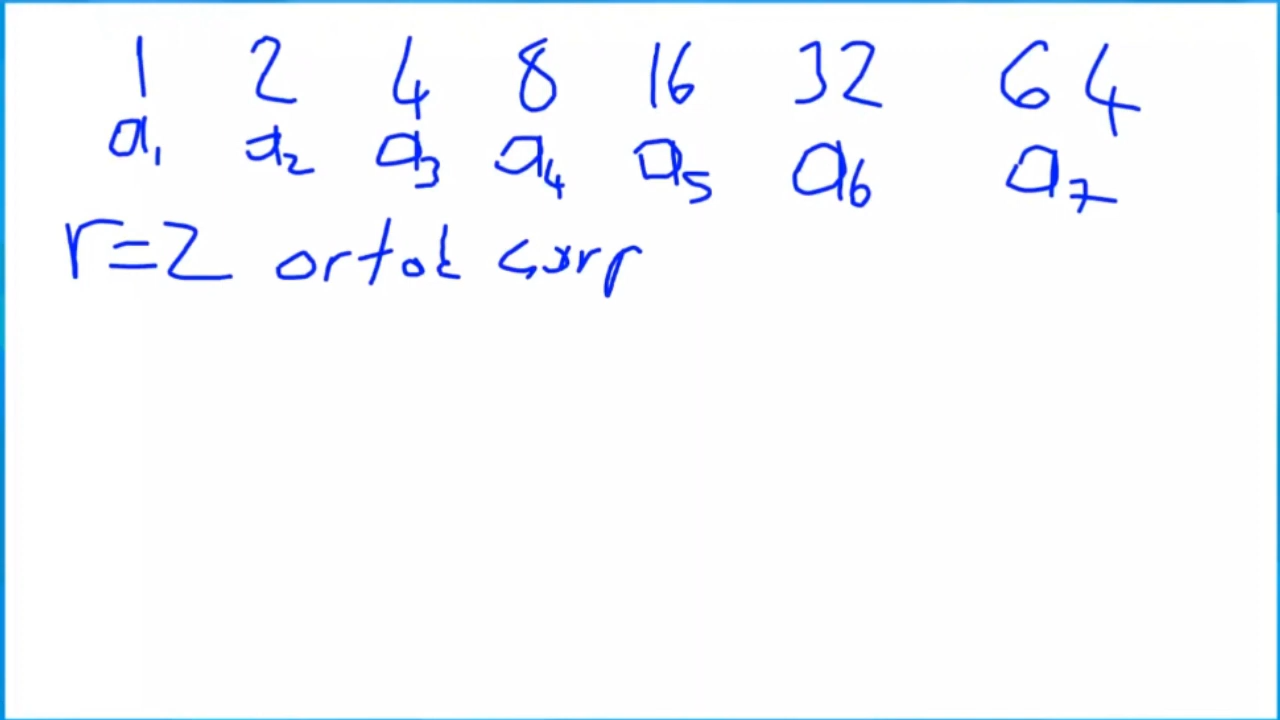 1 2 4 8 16 32 64
a₁ a₂ a₃ a₄ a₅ a₆ a₇
r=2 ortak çarp